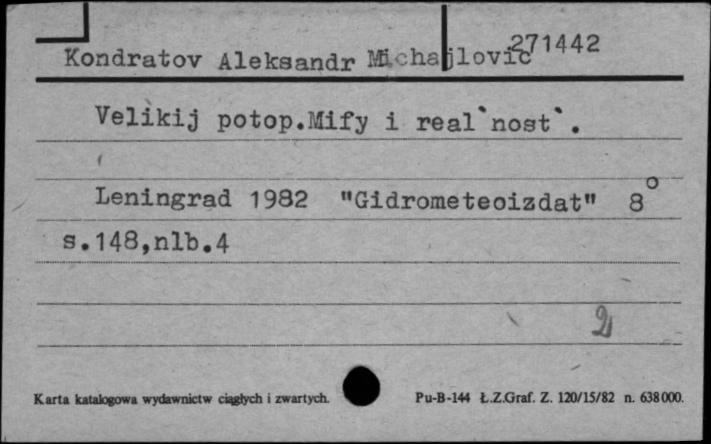 271442
Kondratov Aleksandr Michajlovič
Velikij potop.Mify i real`nost`.
Leningrad 1982 "Gidrometeoizdat" 8°
s.148,nlb.4
2
Karta katalogowa wydawnictw ciągłych i zwartych. Pu-B-144 Ł.Z.Graf. Z. 120/15/82 n. 638000.